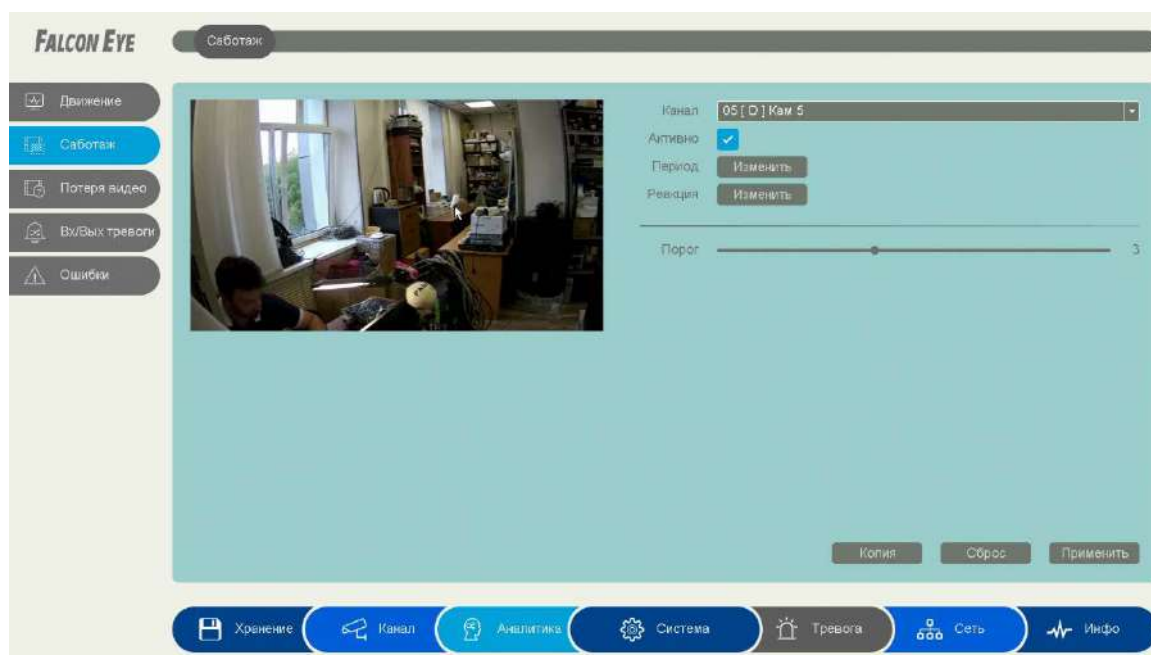 FALCON EYE
Саботаж
Движение
Саботаж
Потеря видео
Вх/Вых тревоги
Ошибки
Канал 05 [ D ] Кам 5
Активно
Период Изменить
Реакция Изменить
Порог 3
Копия Сброс Применить
Хранение Канал Аналитика Система Тревога Сеть Инфо